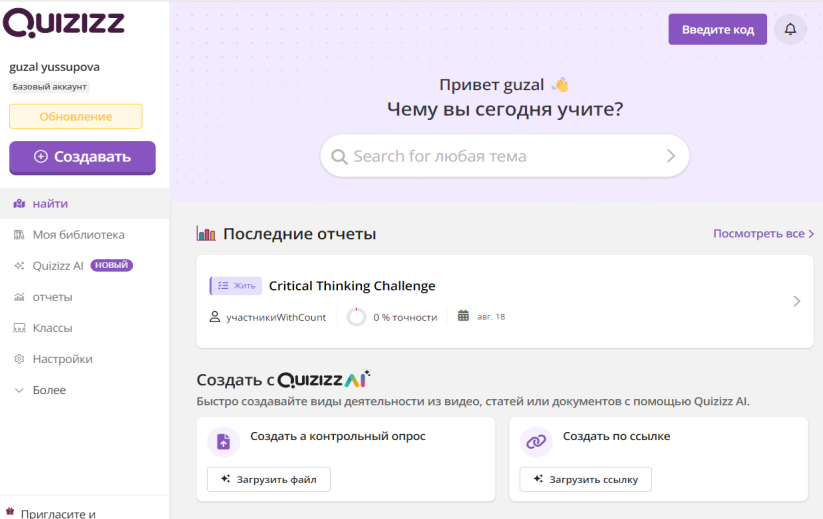 QUIZIZZ
guzal yussupova
Базовый аккаунт
Обновление
Создавать
найти
Моя библиотека
Quizizz AI НОВЫЙ
отчеты
Классы
Настройки
Более
Пригласите и
Введите код
Привет guzal 👋
Чему вы сегодня учите?
Search for любая тема
Последние отчеты
Посмотреть все
Жить Critical Thinking Challenge
участникиWithCount 0 % точности авг. 18
Создать с QUIZIZZ AI
Быстро создавайте виды деятельности из видео, статей или документов с помощью Quizizz AI.
Создать a контрольный опрос
Загрузить файл
Создать по ссылке
Загрузить ссылку